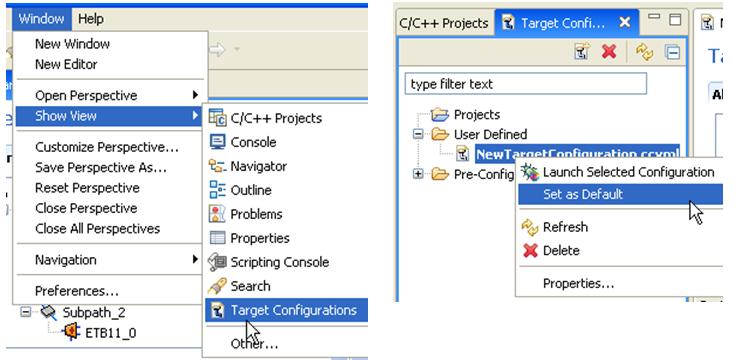 Window Help
New Window
New Editor
Open Perspective
Show View
Customize Perspective...
Save Perspective As...
Reset Perspective
Close Perspective
Close All Perspectives
Navigation
Preferences...
Subpath_2
ETB11_0
C/C++ Projects
Console
Navigator
Outline
Problems
Properties
Scripting Console
Search
Target Configurations
Other...
C/C++ Projects Target Confi...
type filter text
Projects
User Defined
NewTargetConfiguration.ccxml
Pre-Config
Launch Selected Configuration
Set as Default
Refresh
Delete
Properties...